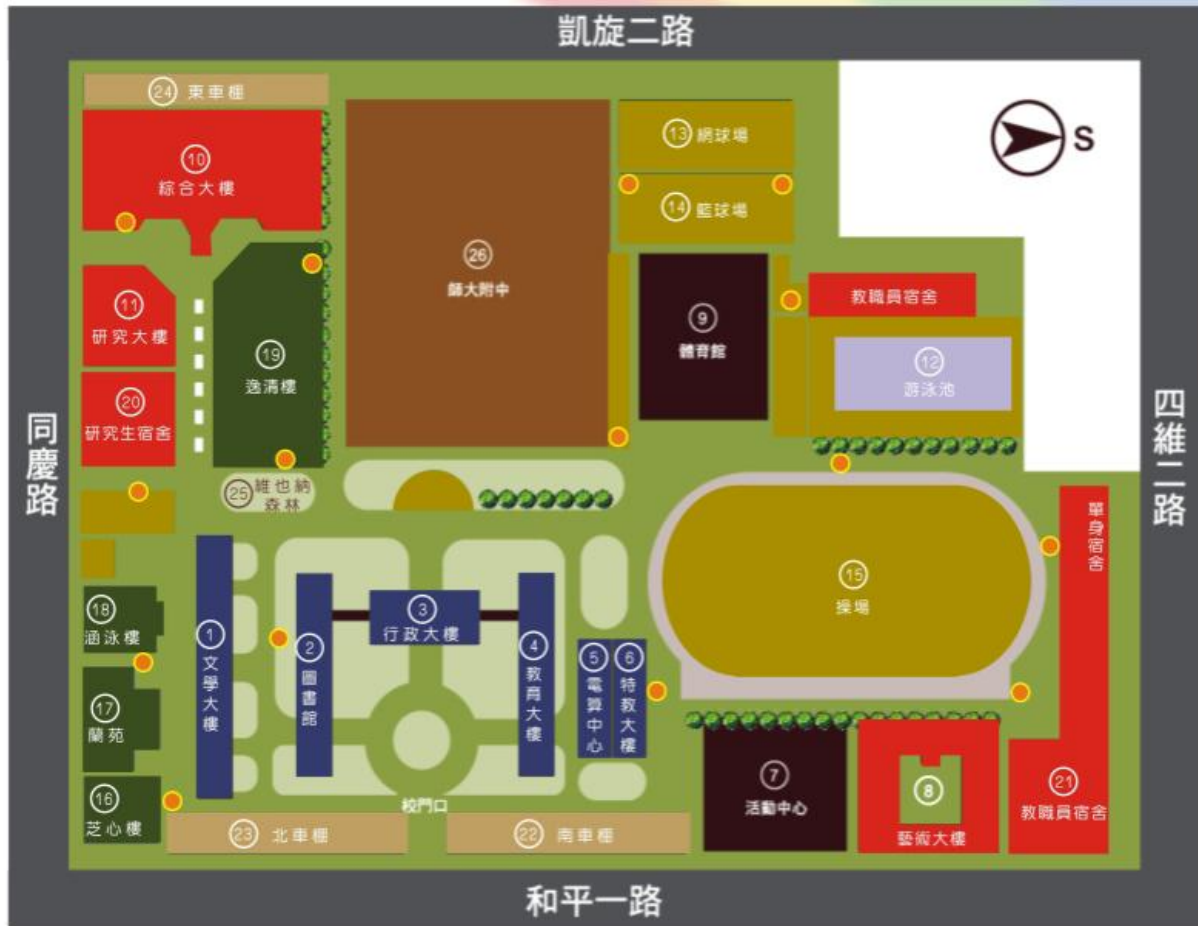 凱旋二路
24 東車棚
10
綜合大樓
13 網球場
14 籃球場
S
26
師大附中
11
研究大樓
9
體育館
教職員宿舍
12
游泳池
19
逸清樓
20
研究生宿舍
同慶路
四維二路
25 維也納
森林
單身宿舍
15
操場
18
涵泳樓
1 文學大樓
2 圖書館
3
行政大樓
4 教育大樓
5 電算中心
6 特教大樓
17
蘭苑
16
芝心樓
7
活動中心
8
藝術大樓
21
教職員宿舍
校門口
23 北車棚
22 南車棚
和平一路